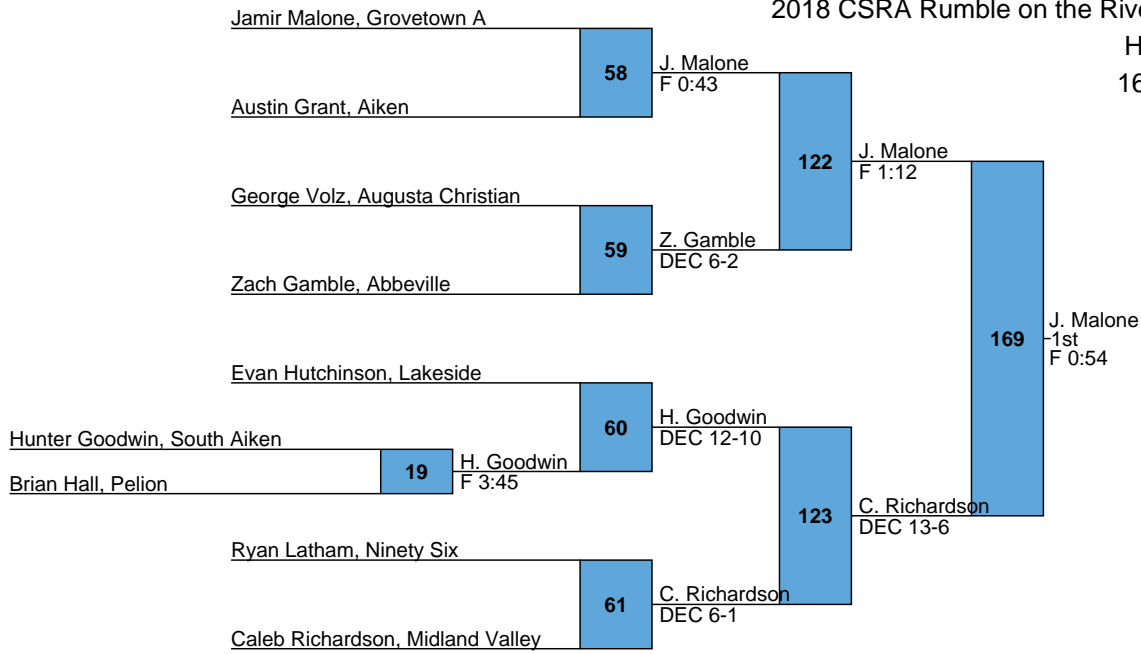 2018 CSRA Rumble on the Rive
H
16
Jamir Malone, Grovetown A
58
J. Malone
F 0:43
Austin Grant, Aiken
122
J. Malone
F 1:12
George Volz, Augusta Christian
59
Z. Gamble
DEC 6-2
Zach Gamble, Abbeville
169
J. Malone
1st
F 0:54
Evan Hutchinson, Lakeside
60
H. Goodwin
DEC 12-10
Hunter Goodwin, South Aiken
19
H. Goodwin
F 3:45
Brian Hall, Pelion
123
C. Richardson
DEC 13-6
Ryan Latham, Ninety Six
61
C. Richardson
DEC 6-1
Caleb Richardson, Midland Valley